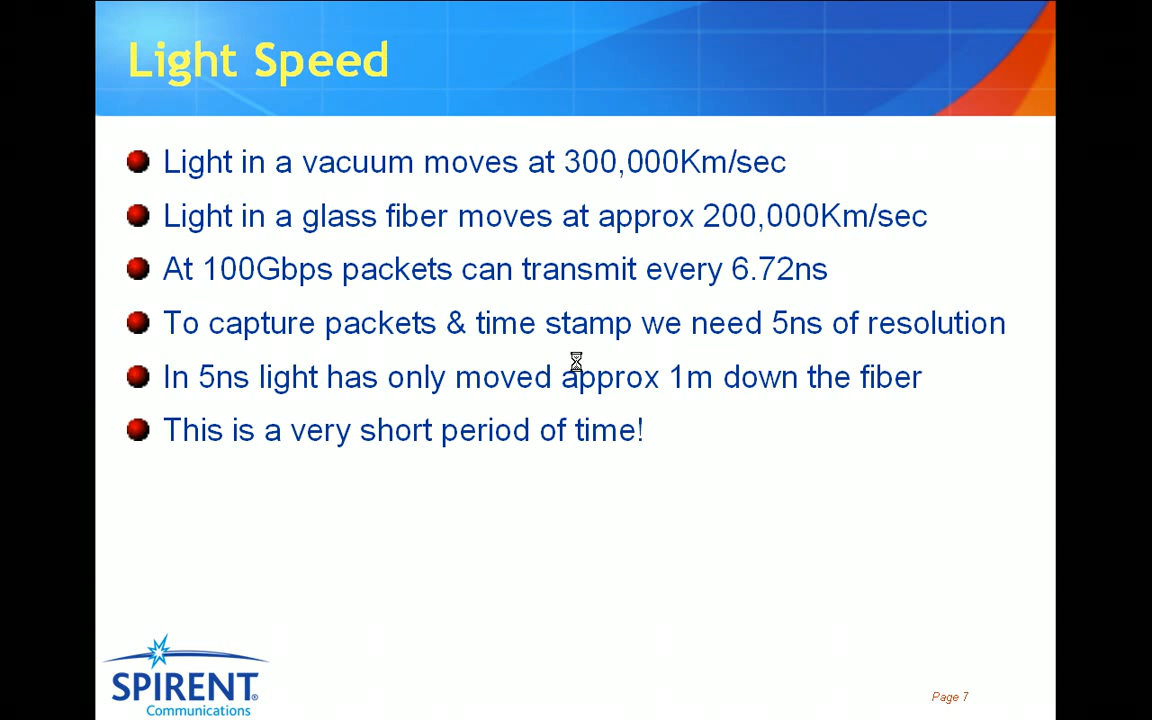 Light Speed
Light in a vacuum moves at 300,000Km/sec
Light in a glass fiber moves at approx 200,000Km/sec
At 100Gbps packets can transmit every 6.72ns
To capture packets & time stamp we need 5ns of resolution
In 5ns light has only moved approx 1m down the fiber
This is a very short period of time!
SPIRENT®
Communications
Page 7